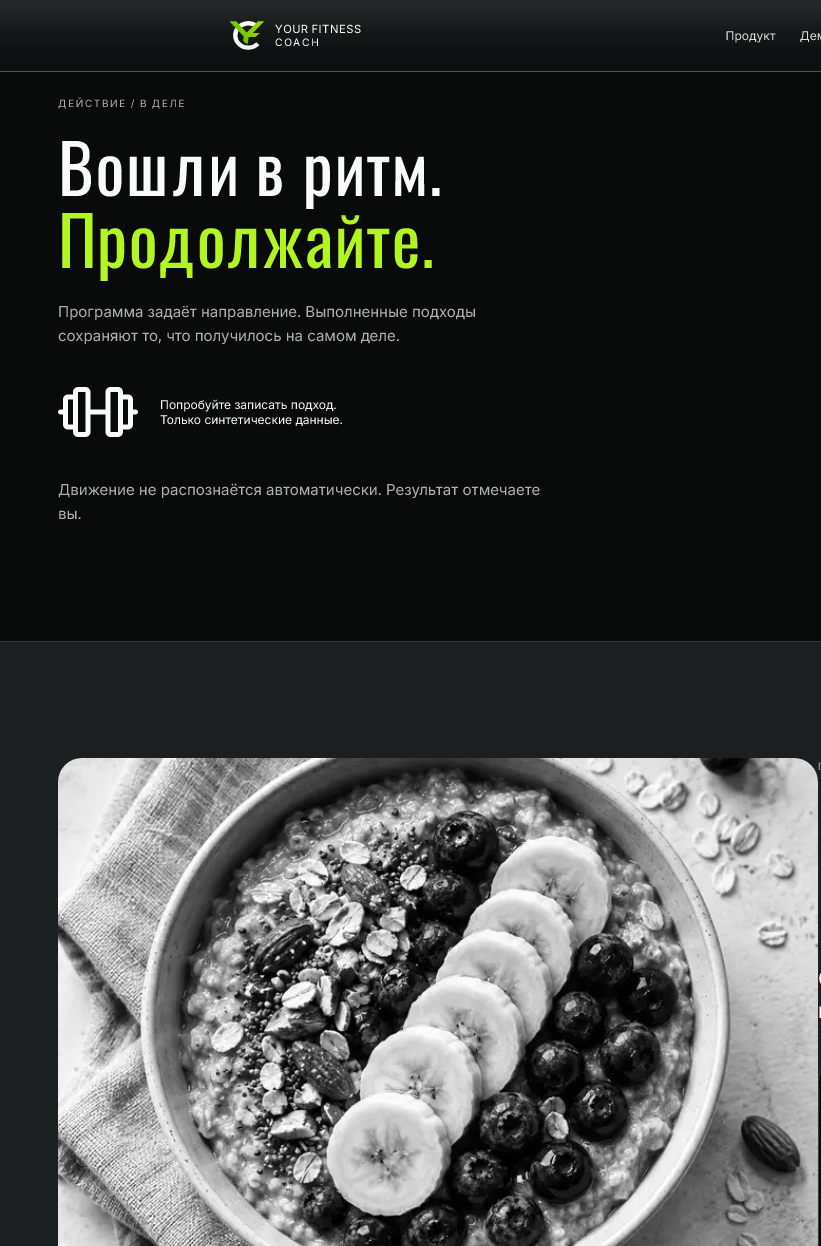 YOUR FITNESS
COACH
Продукт
ДЕЙСТВИЕ / В ДЕЛЕ
Вошли в ритм.
Продолжайте.
Программа задаёт направление. Выполненные подходы
сохраняют то, что получилось на самом деле.
Попробуйте записать подход.
Только синтетические данные.
Движение не распознаётся автоматически. Результат отмечаете
вы.